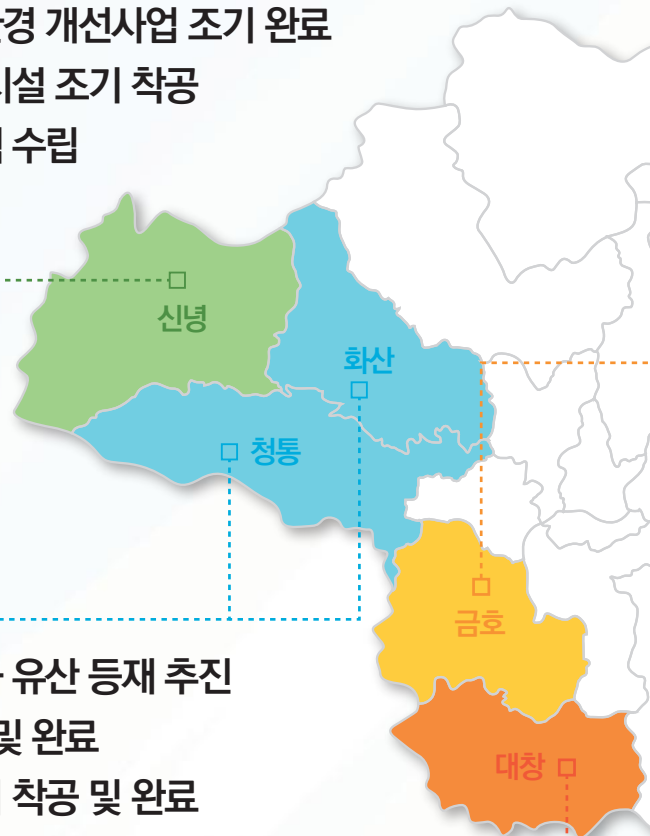 개선사업 조기 완료
조기 착공
수립
신녕
화산
청통
금호
유산 등재 추진
및 완료
착공 및 완료
대창